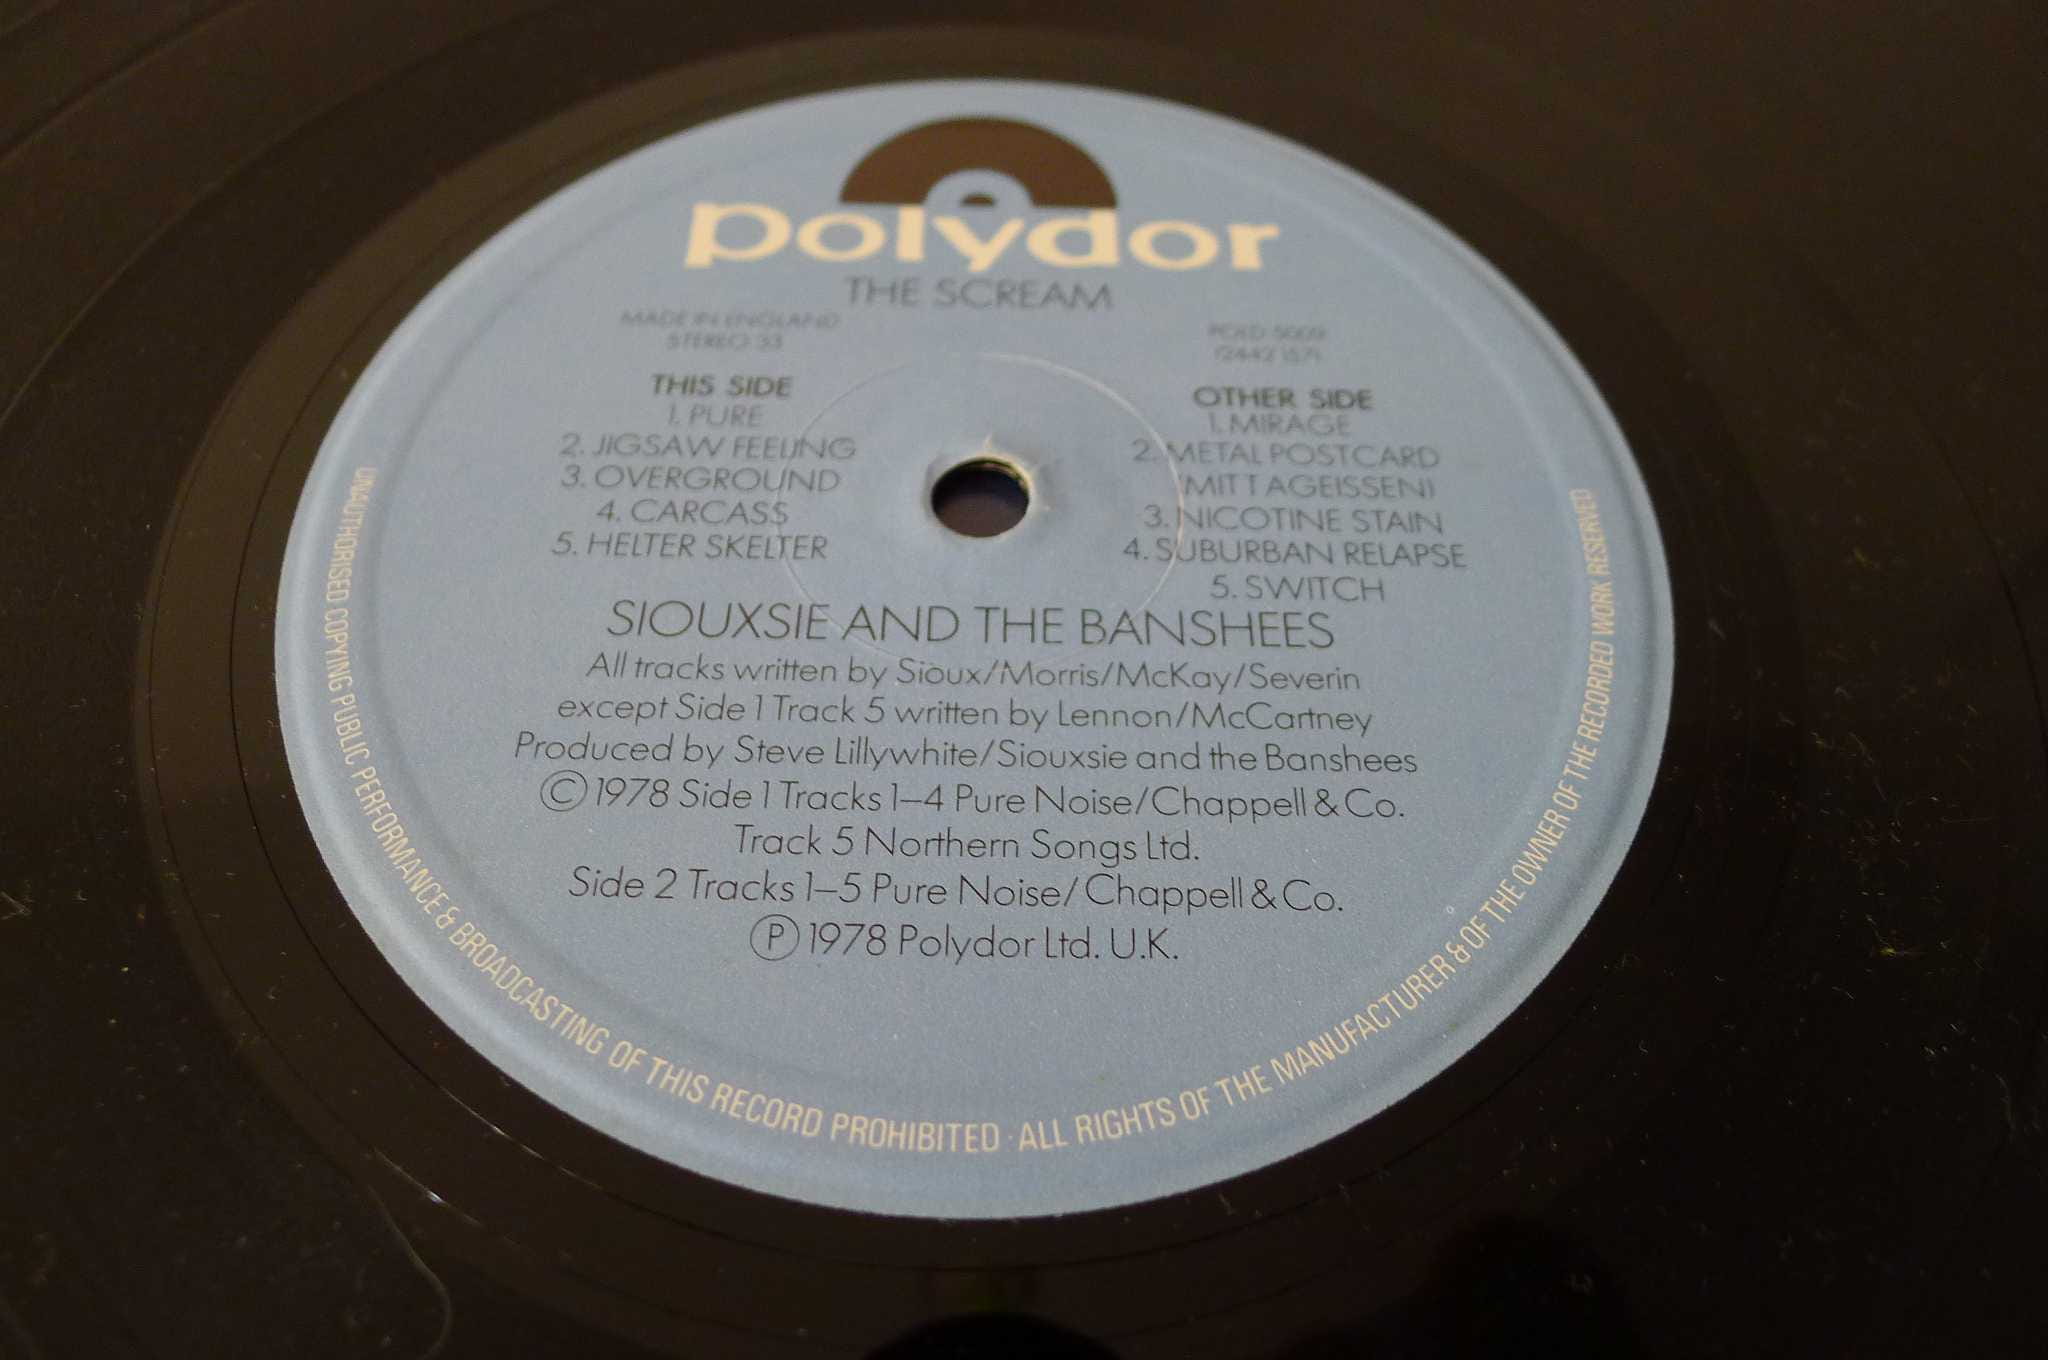 polydor
THE SCREAM
MADE IN ENGLAND
STEREO 33
POLD 5009
(2442 157)
THIS SIDE
1. PURE
2. JIGSAW FEELING
3. OVERGROUND
4. CARCASS
5. HELTER SKELTER
OTHER SIDE
1. MIRAGE
2. METAL POSTCARD
(MITTAGEISSEN)
3. NICOTINE STAIN
4. SUBURBAN RELAPSE
5. SWITCH
SIOUXSIE AND THE BANSHEES
All tracks written by Sioux/Morris/McKay/Severin
except Side 1 Track 5 written by Lennon/McCartney
Produced by Steve Lillywhite/Siouxsie and the Banshees
© 1978 Side 1 Tracks 1–4 Pure Noise/Chappell & Co.
Track 5 Northern Songs Ltd.
Side 2 Tracks 1–5 Pure Noise/Chappell & Co.
℗ 1978 Polydor Ltd. U.K.
UNAUTHORISED COPYING PUBLIC PERFORMANCE & BROADCASTING OF THIS RECORD PROHIBITED · ALL RIGHTS OF THE MANUFACTURER & OF THE OWNER OF THE RECORDED WORK RESERVED